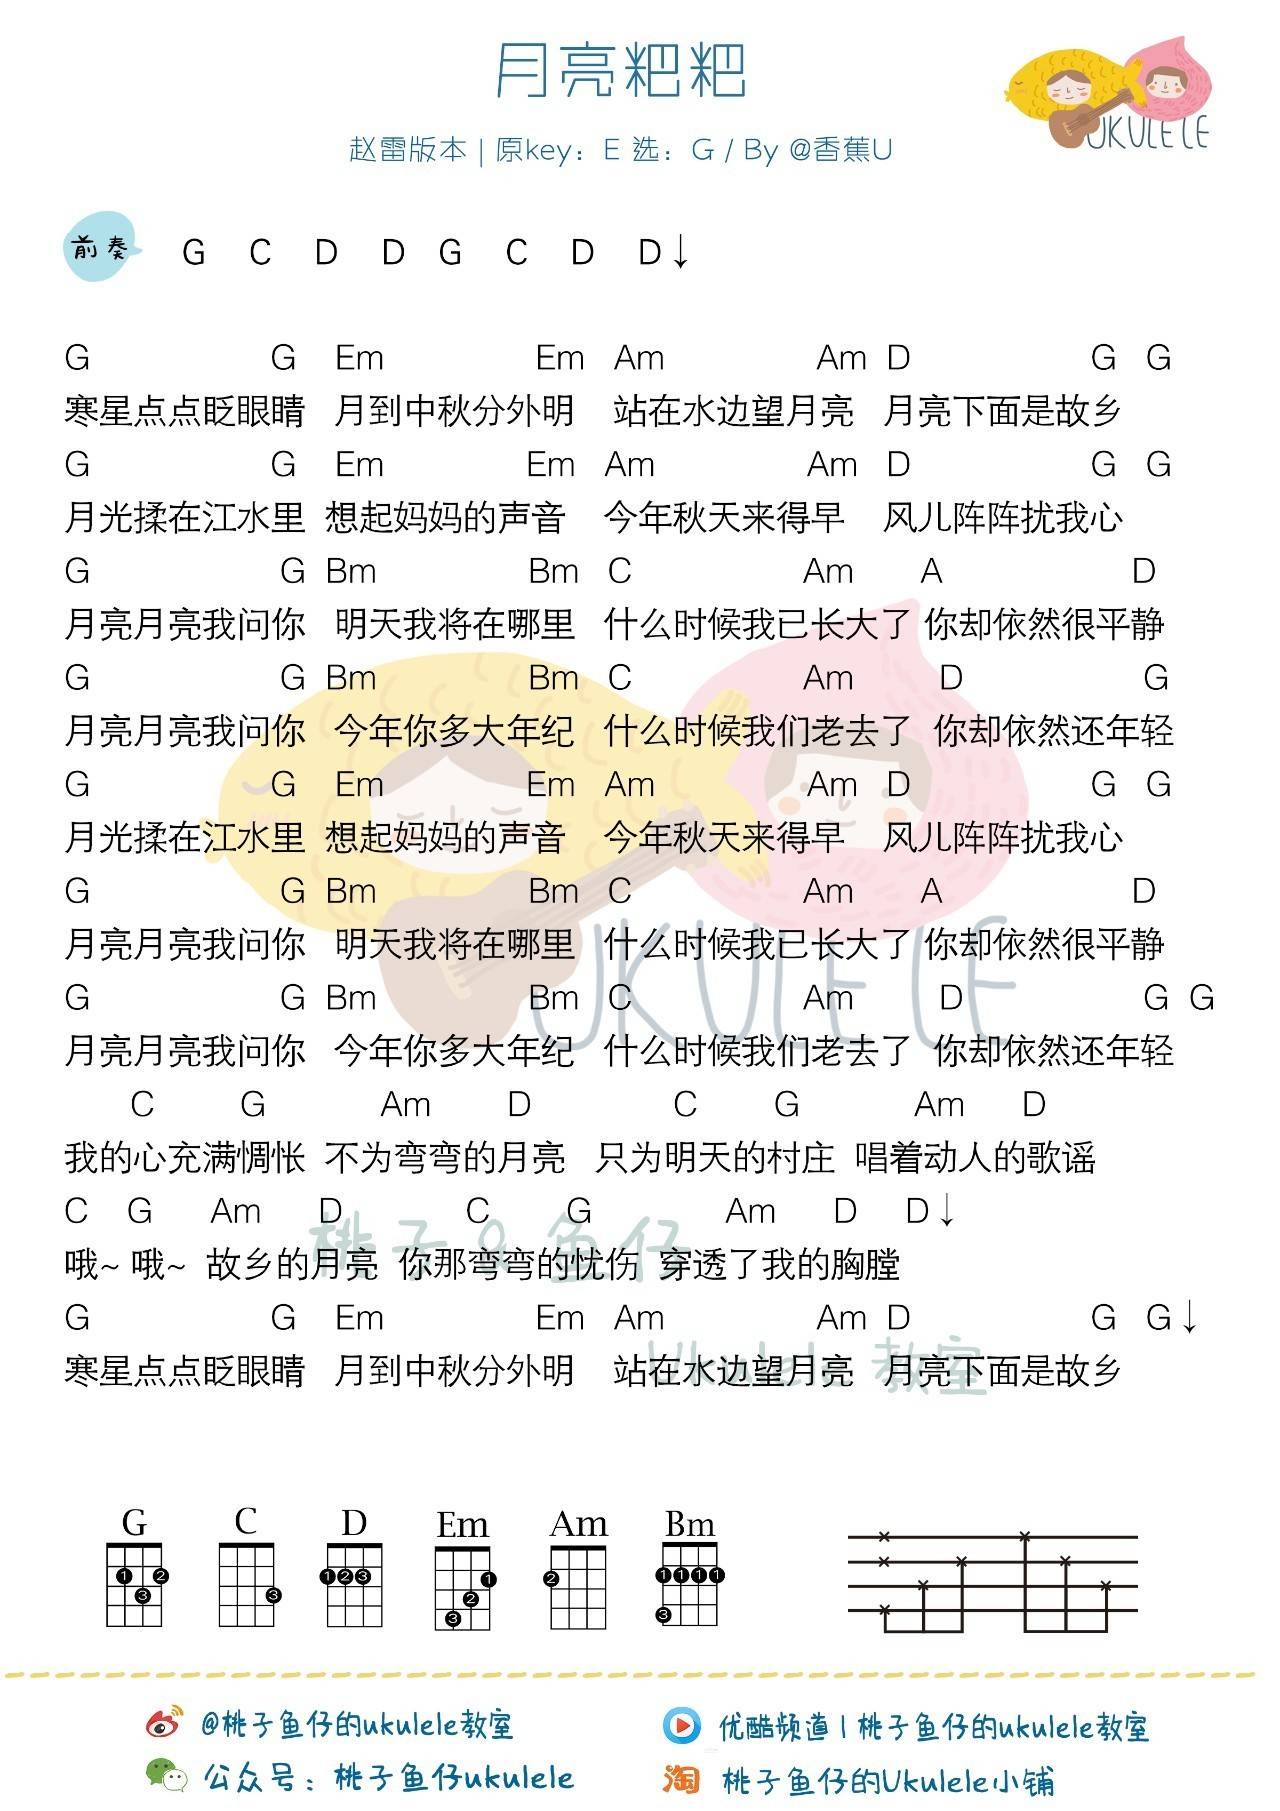 月亮粑粑
UKULELE
赵雷版本 | 原key：E 选：G / By @香蕉U
前奏 G C D D G C D D↓
G G Em Em Am Am D G G
寒星点点眨眼睛 月到中秋分外明 站在水边望月亮 月亮下面是故乡
G G Em Em Am Am D G G
月光揉在江水里 想起妈妈的声音 今年秋天来得早 风儿阵阵扰我心
G G Bm Bm C Am A D
月亮月亮我问你 明天我将在哪里 什么时候我已长大了 你却依然很平静
G G Bm Bm C Am D G
月亮月亮我问你 今年你多大年纪 什么时候我们老去了 你却依然还年轻
G G Em Em Am Am D G G
月光揉在江水里 想起妈妈的声音 今年秋天来得早 风儿阵阵扰我心
G G Bm Bm C Am A D
月亮月亮我问你 明天我将在哪里 什么时候我已长大了 你却依然很平静
UKULELE
G G Bm Bm C Am D G G
月亮月亮我问你 今年你多大年纪 什么时候我们老去了 你却依然还年轻
C G Am D C G Am D
我的心充满惆怅 不为弯弯的月亮 只为明天的村庄 唱着动人的歌谣
C G Am D C G Am D D↓
桃子&鱼仔
哦~ 哦~ 故乡的月亮 你那弯弯的忧伤 穿透了我的胸膛
G G Em Em Am Am D G G↓
Ukulele 教室
寒星点点眨眼睛 月到中秋分外明 站在水边望月亮 月亮下面是故乡
G C D Em Am Bm
1 2 3
3
1 2 3
1 2 3
2
1 1 1 1 3
@桃子鱼仔的ukulele教室
优酷频道 | 桃子鱼仔的ukulele教室
公众号：桃子鱼仔ukulele
淘 桃子鱼仔的Ukulele小铺